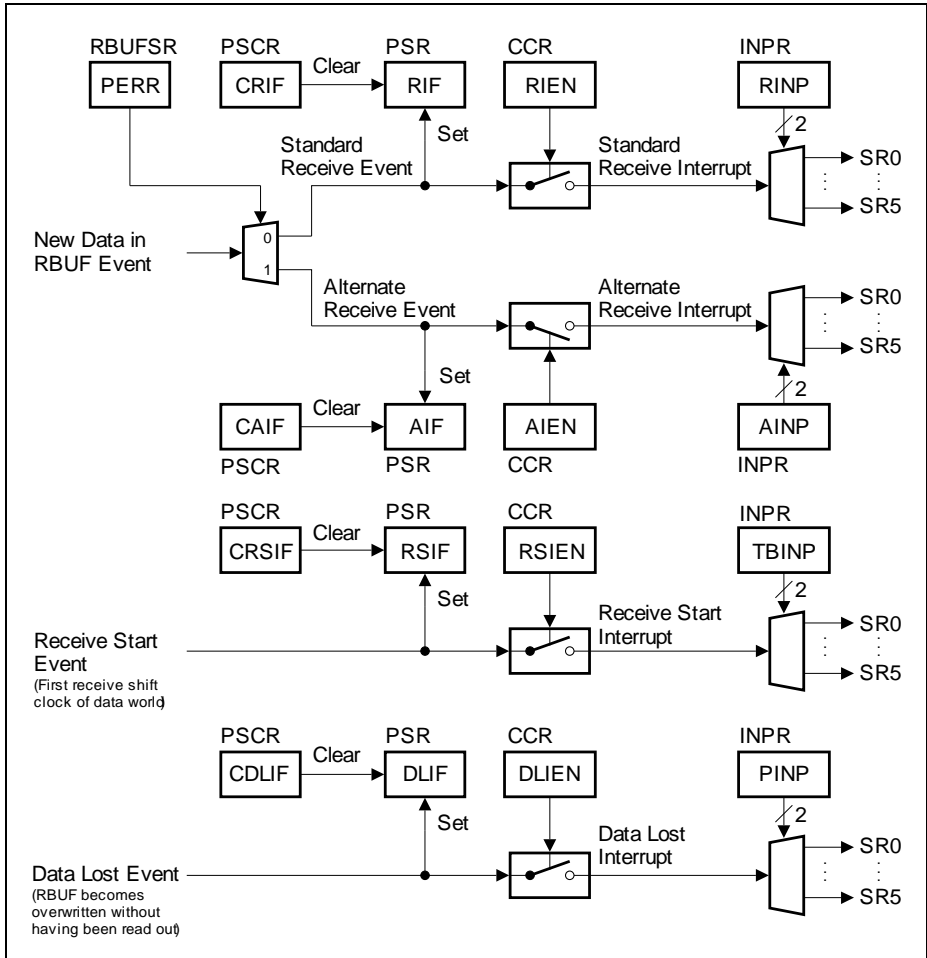 RBUFSR
PSCR
PSR
CCR
INPR
PERR
CRIF
Clear
RIF
RIEN
RINP
2
Set
Standard
Receive Event
Standard
Receive Interrupt
SR0
SR5
New Data in
RBUF Event
0
1
Alternate
Receive Event
Alternate
Receive Interrupt
SR0
SR5
Set
2
CAIF
Clear
AIF
AIEN
AINP
PSCR
PSR
CCR
INPR
PSCR
PSR
CCR
INPR
CRSIF
Clear
RSIF
RSIEN
TBINP
2
Set
Receive Start
Interrupt
SR0
SR5
Receive Start
Event
(First receive shift
clock of data world)
PSCR
PSR
CCR
INPR
CDLIF
Clear
DLIF
DLIEN
PINP
2
Set
Data Lost
Interrupt
SR0
SR5
Data Lost Event
(RBUF becomes
overwritten without
having been read out)